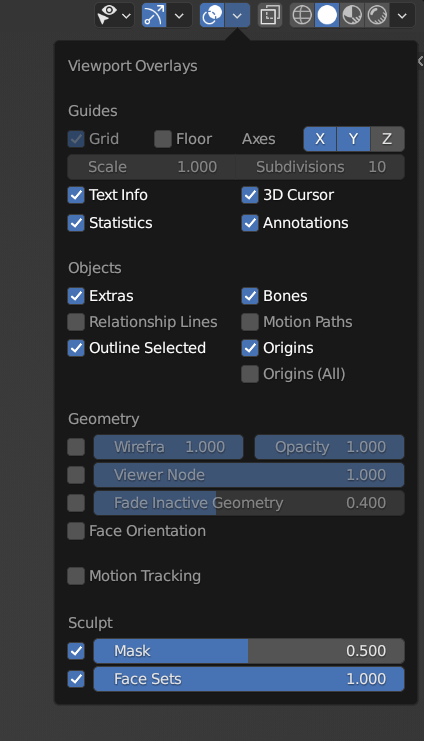 Viewport Overlays
Guides
Grid Floor Axes X Y Z
Scale 1.000 Subdivisions 10
Text Info 3D Cursor
Statistics Annotations
Objects
Extras Bones
Relationship Lines Motion Paths
Outline Selected Origins
Origins (All)
Geometry
Wirefra 1.000 Opacity 1.000
Viewer Node 1.000
Fade Inactive Geometry 0.400
Face Orientation
Motion Tracking
Sculpt
Mask 0.500
Face Sets 1.000